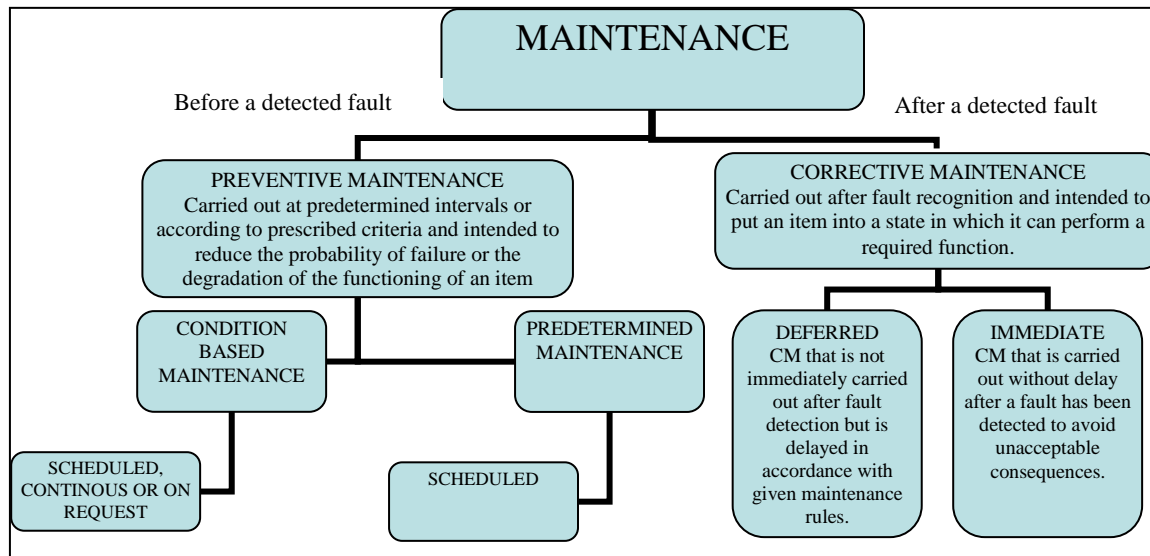 MAINTENANCE
Before a detected fault
After a detected fault
PREVENTIVE MAINTENANCE
Carried out at predetermined intervals or
according to prescribed criteria and intended to
reduce the probability of failure or the
degradation of the functioning of an item
CORRECTIVE MAINTENANCE
Carried out after fault recognition and intended to
put an item into a state in which it can perform a
required function.
CONDITION
BASED
MAINTENANCE
PREDETERMINED
MAINTENANCE
DEFERRED
CM that is not
immediately carried
out after fault
detection but is
delayed in
accordance with
given maintenance
rules.
IMMEDIATE
CM that is carried
out without delay
after a fault has been
detected to avoid
unacceptable
consequences.
SCHEDULED,
CONTINOUS OR ON
REQUEST
SCHEDULED